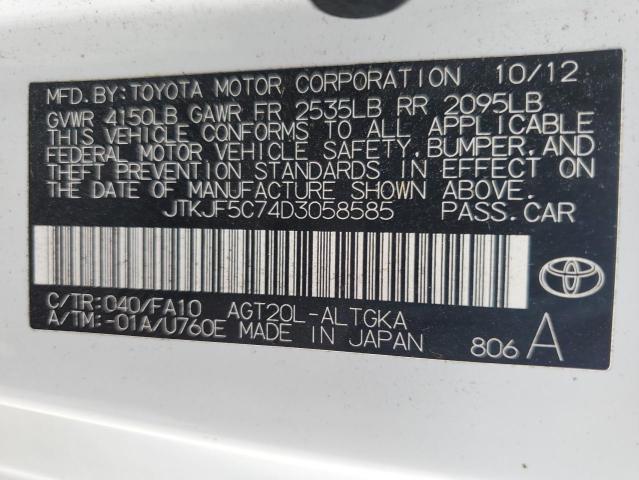 MFD. BY: TOYOTA MOTOR CORPORATION 10/12
GVWR 4150LB GAWR FR 2535LB RR 2095LB
THIS VEHICLE CONFORMS TO ALL APPLICABLE
FEDERAL MOTOR VEHICLE SAFETY, BUMPER, AND
THEFT PREVENTION STANDARDS IN EFFECT ON
THE DATE OF MANUFACTURE SHOWN ABOVE.
JTKJF5C74D3058585 PASS. CAR
C/TR: 040/FA10 AGT20L-ALTGKA
A/TM: -01A/U760E MADE IN JAPAN
806 A
TOYOTA